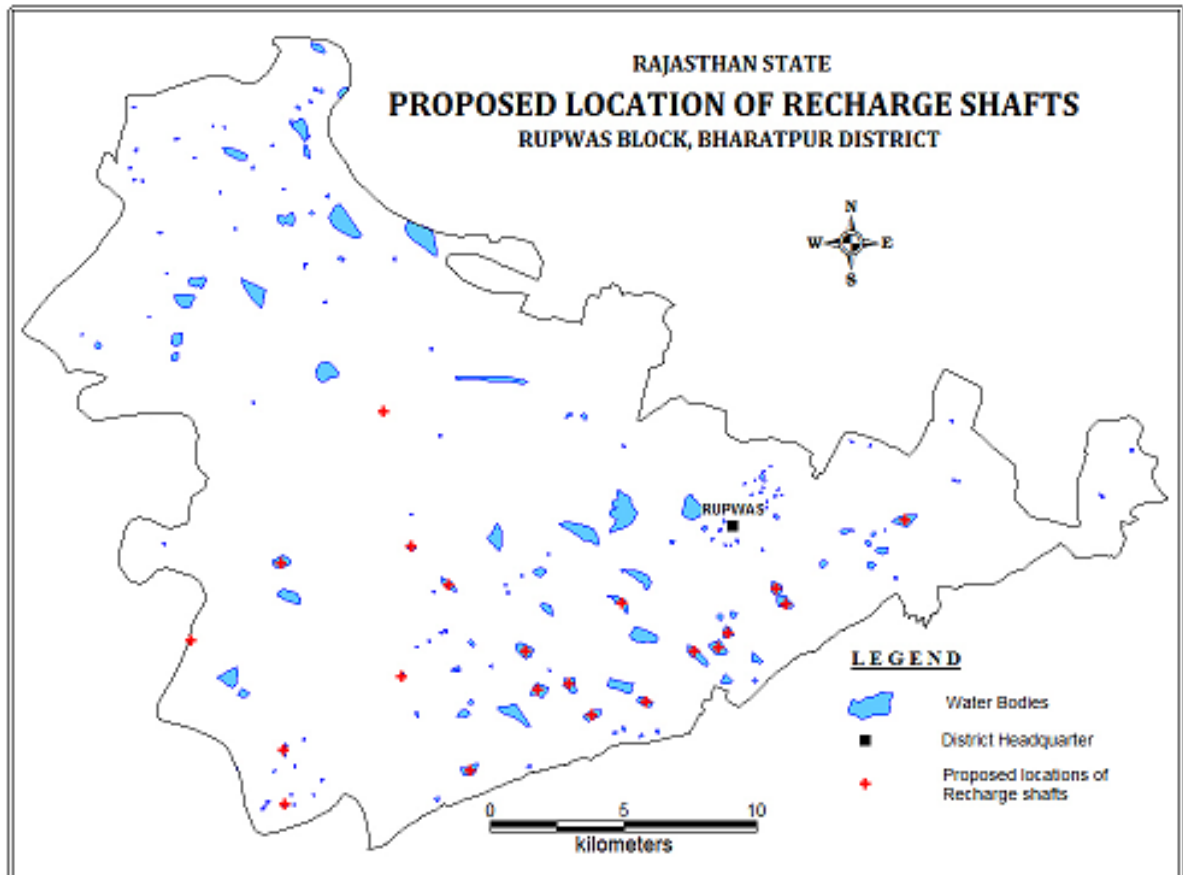 RAJASTHAN STATE
PROPOSED LOCATION OF RECHARGE SHAFTS
RUPWAS BLOCK, BHARATPUR DISTRICT
N
W E
S
RUPWAS
LEGEND
Water Bodies
District Headquarter
Proposed locations of
Recharge shafts
0 5 10
kilometers